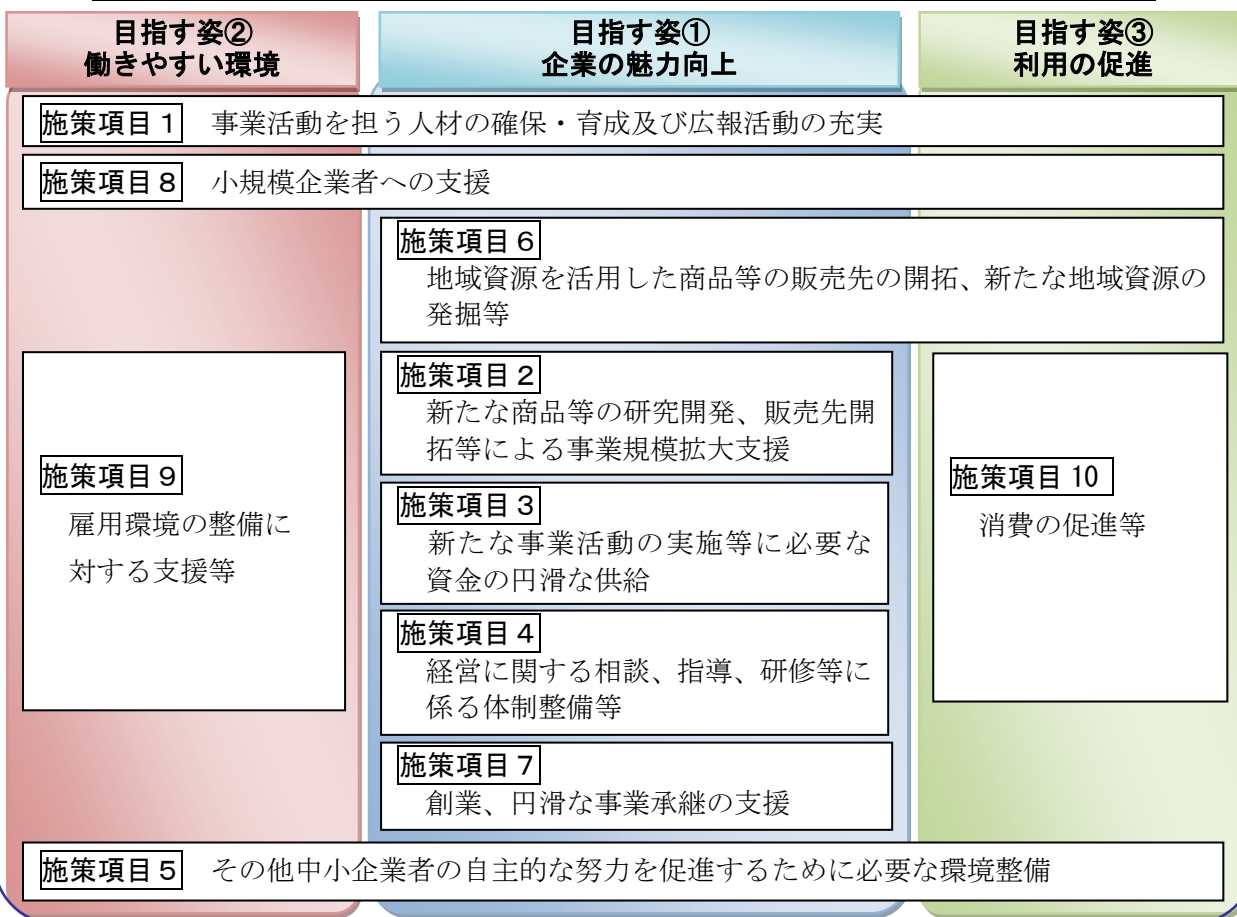 目指す姿②
働きやすい環境
目指す姿①
企業の魅力向上
目指す姿③
利用の促進
施策項目1 事業活動を担う人材の確保・育成及び広報活動の充実
施策項目8 小規模企業者への支援
施策項目6
地域資源を活用した商品等の販売先の開拓、新たな地域資源の
発掘等
施策項目9
雇用環境の整備に
対する支援等
施策項目2
新たな商品等の研究開発、販売先開
拓等による事業規模拡大支援
施策項目3
新たな事業活動の実施等に必要な
資金の円滑な供給
施策項目4
経営に関する相談、指導、研修等に
係る体制整備等
施策項目7
創業、円滑な事業承継の支援
施策項目 10
消費の促進等
施策項目5 その他中小企業者の自主的な努力を促進するために必要な環境整備